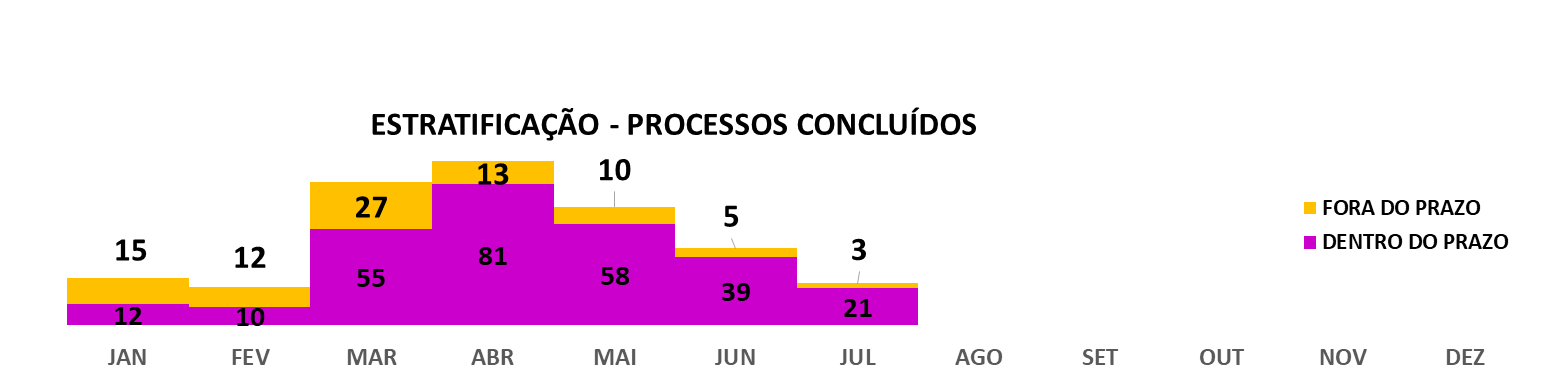 ESTRATIFICAÇÃO - PROCESSOS CONCLUÍDOS
15 12 27 13 10 5 3
12 10 55 81 58 39 21
JAN FEV MAR ABR MAI JUN JUL AGO SET OUT NOV DEZ
FORA DO PRAZO
DENTRO DO PRAZO